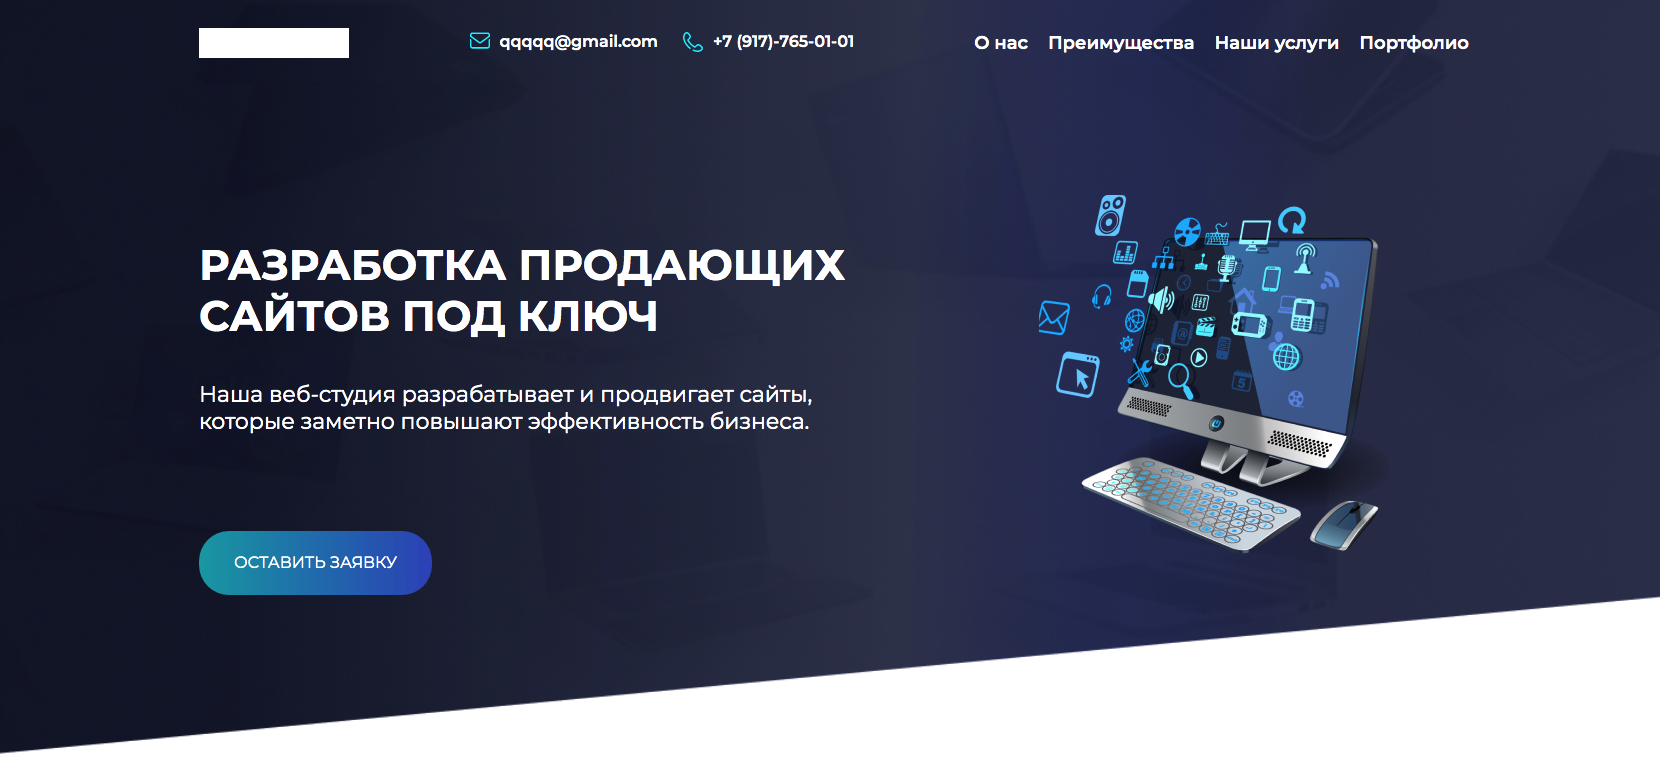 qqqqq@gmail.com
+7 (917)-765-01-01
О нас
Преимущества
Наши услуги
Портфолио
РАЗРАБОТКА ПРОДАЮЩИХ
САЙТОВ ПОД КЛЮЧ
Наша веб-студия разрабатывает и продвигает сайты,
которые заметно повышают эффективность бизнеса.
ОСТАВИТЬ ЗАЯВКУ
5